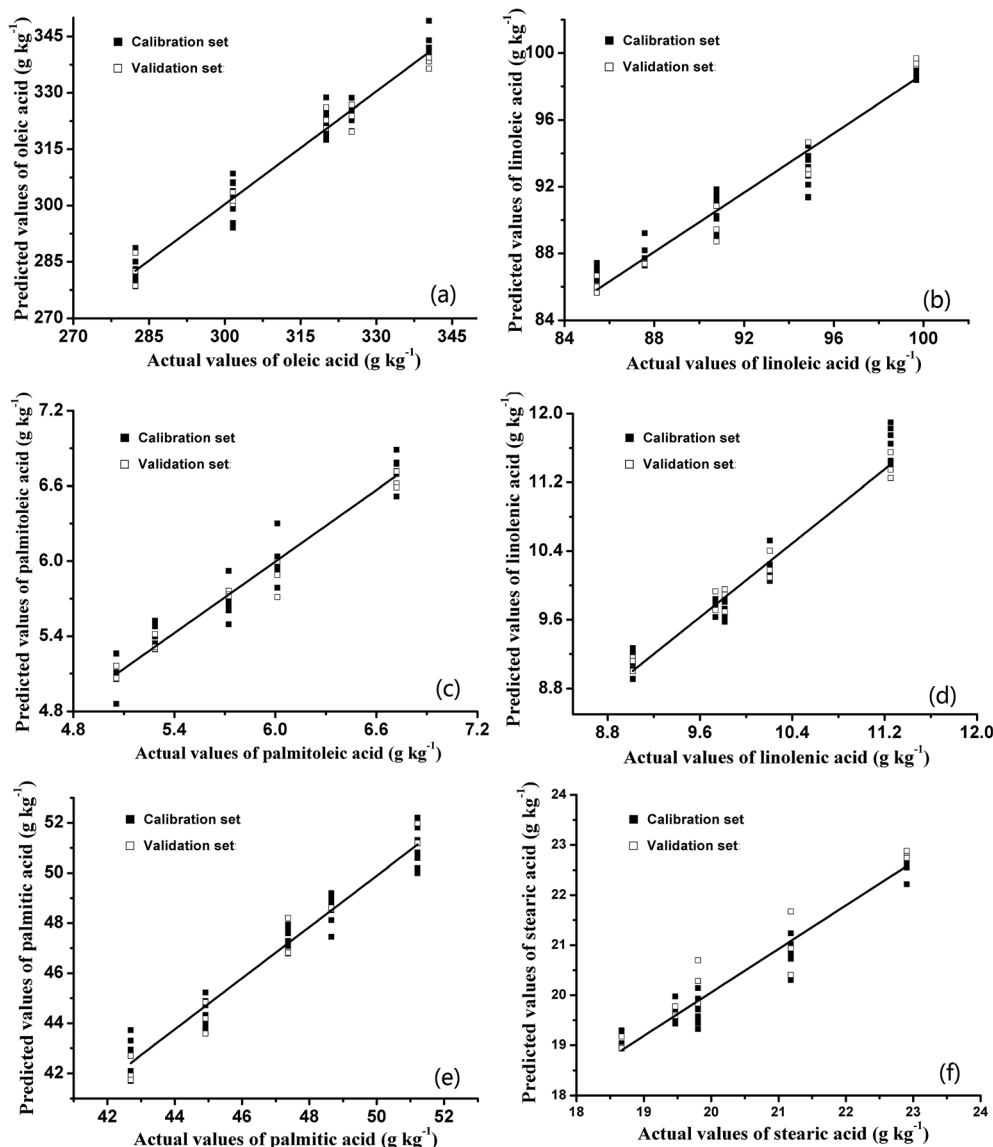 Predicted values of oleic acid (g kg⁻¹)
345
330
315
300
285
270
Calibration set
Validation set
(a)
270 285 300 315 330 345
Actual values of oleic acid (g kg⁻¹)
Predicted values of linoleic acid (g kg⁻¹)
100
96
92
88
84
Calibration set
Validation set
(b)
84 88 92 96 100
Actual values of linoleic acid (g kg⁻¹)
Predicted values of palmitoleic acid (g kg⁻¹)
7.2
6.6
6.0
5.4
4.8
Calibration set
Validation set
(c)
4.8 5.4 6.0 6.6 7.2
Actual values of palmitoleic acid (g kg⁻¹)
Predicted values of linolenic acid (g kg⁻¹)
12.0
11.2
10.4
9.6
8.8
Calibration set
Validation set
(d)
8.8 9.6 10.4 11.2 12.0
Actual values of linolenic acid (g kg⁻¹)
Predicted values of palmitic acid (g kg⁻¹)
52
50
48
46
44
42
Calibration set
Validation set
(e)
42 44 46 48 50 52
Actual values of palmitic acid (g kg⁻¹)
Predicted values of stearic acid (g kg⁻¹)
24
23
22
21
20
19
18
Calibration set
Validation set
(f)
18 19 20 21 22 23 24
Actual values of stearic acid (g kg⁻¹)